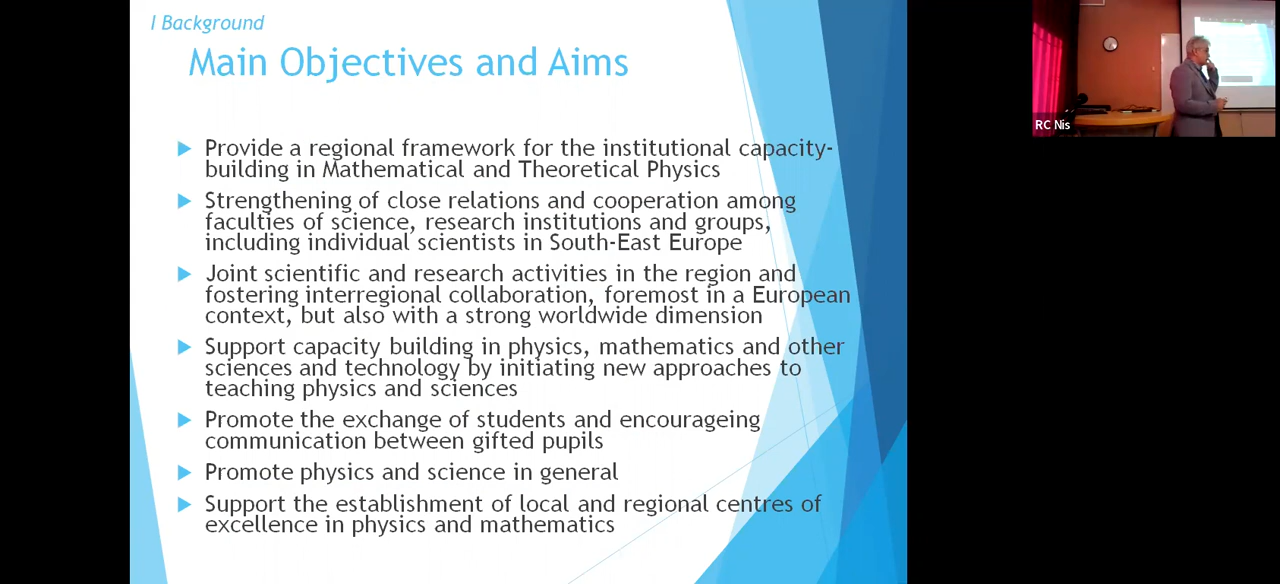 I Background
Main Objectives and Aims
Provide a regional framework for the institutional capacity-
building in Mathematical and Theoretical Physics
Strengthening of close relations and cooperation among
faculties of science, research institutions and groups,
including individual scientists in South-East Europe
Joint scientific and research activities in the region and
fostering interregional collaboration, foremost in a European
context, but also with a strong worldwide dimension
Support capacity building in physics, mathematics and other
sciences and technology by initiating new approaches to
teaching physics and sciences
Promote the exchange of students and encourageing
communication between gifted pupils
Promote physics and science in general
Support the establishment of local and regional centres of
excellence in physics and mathematics
RC Nis